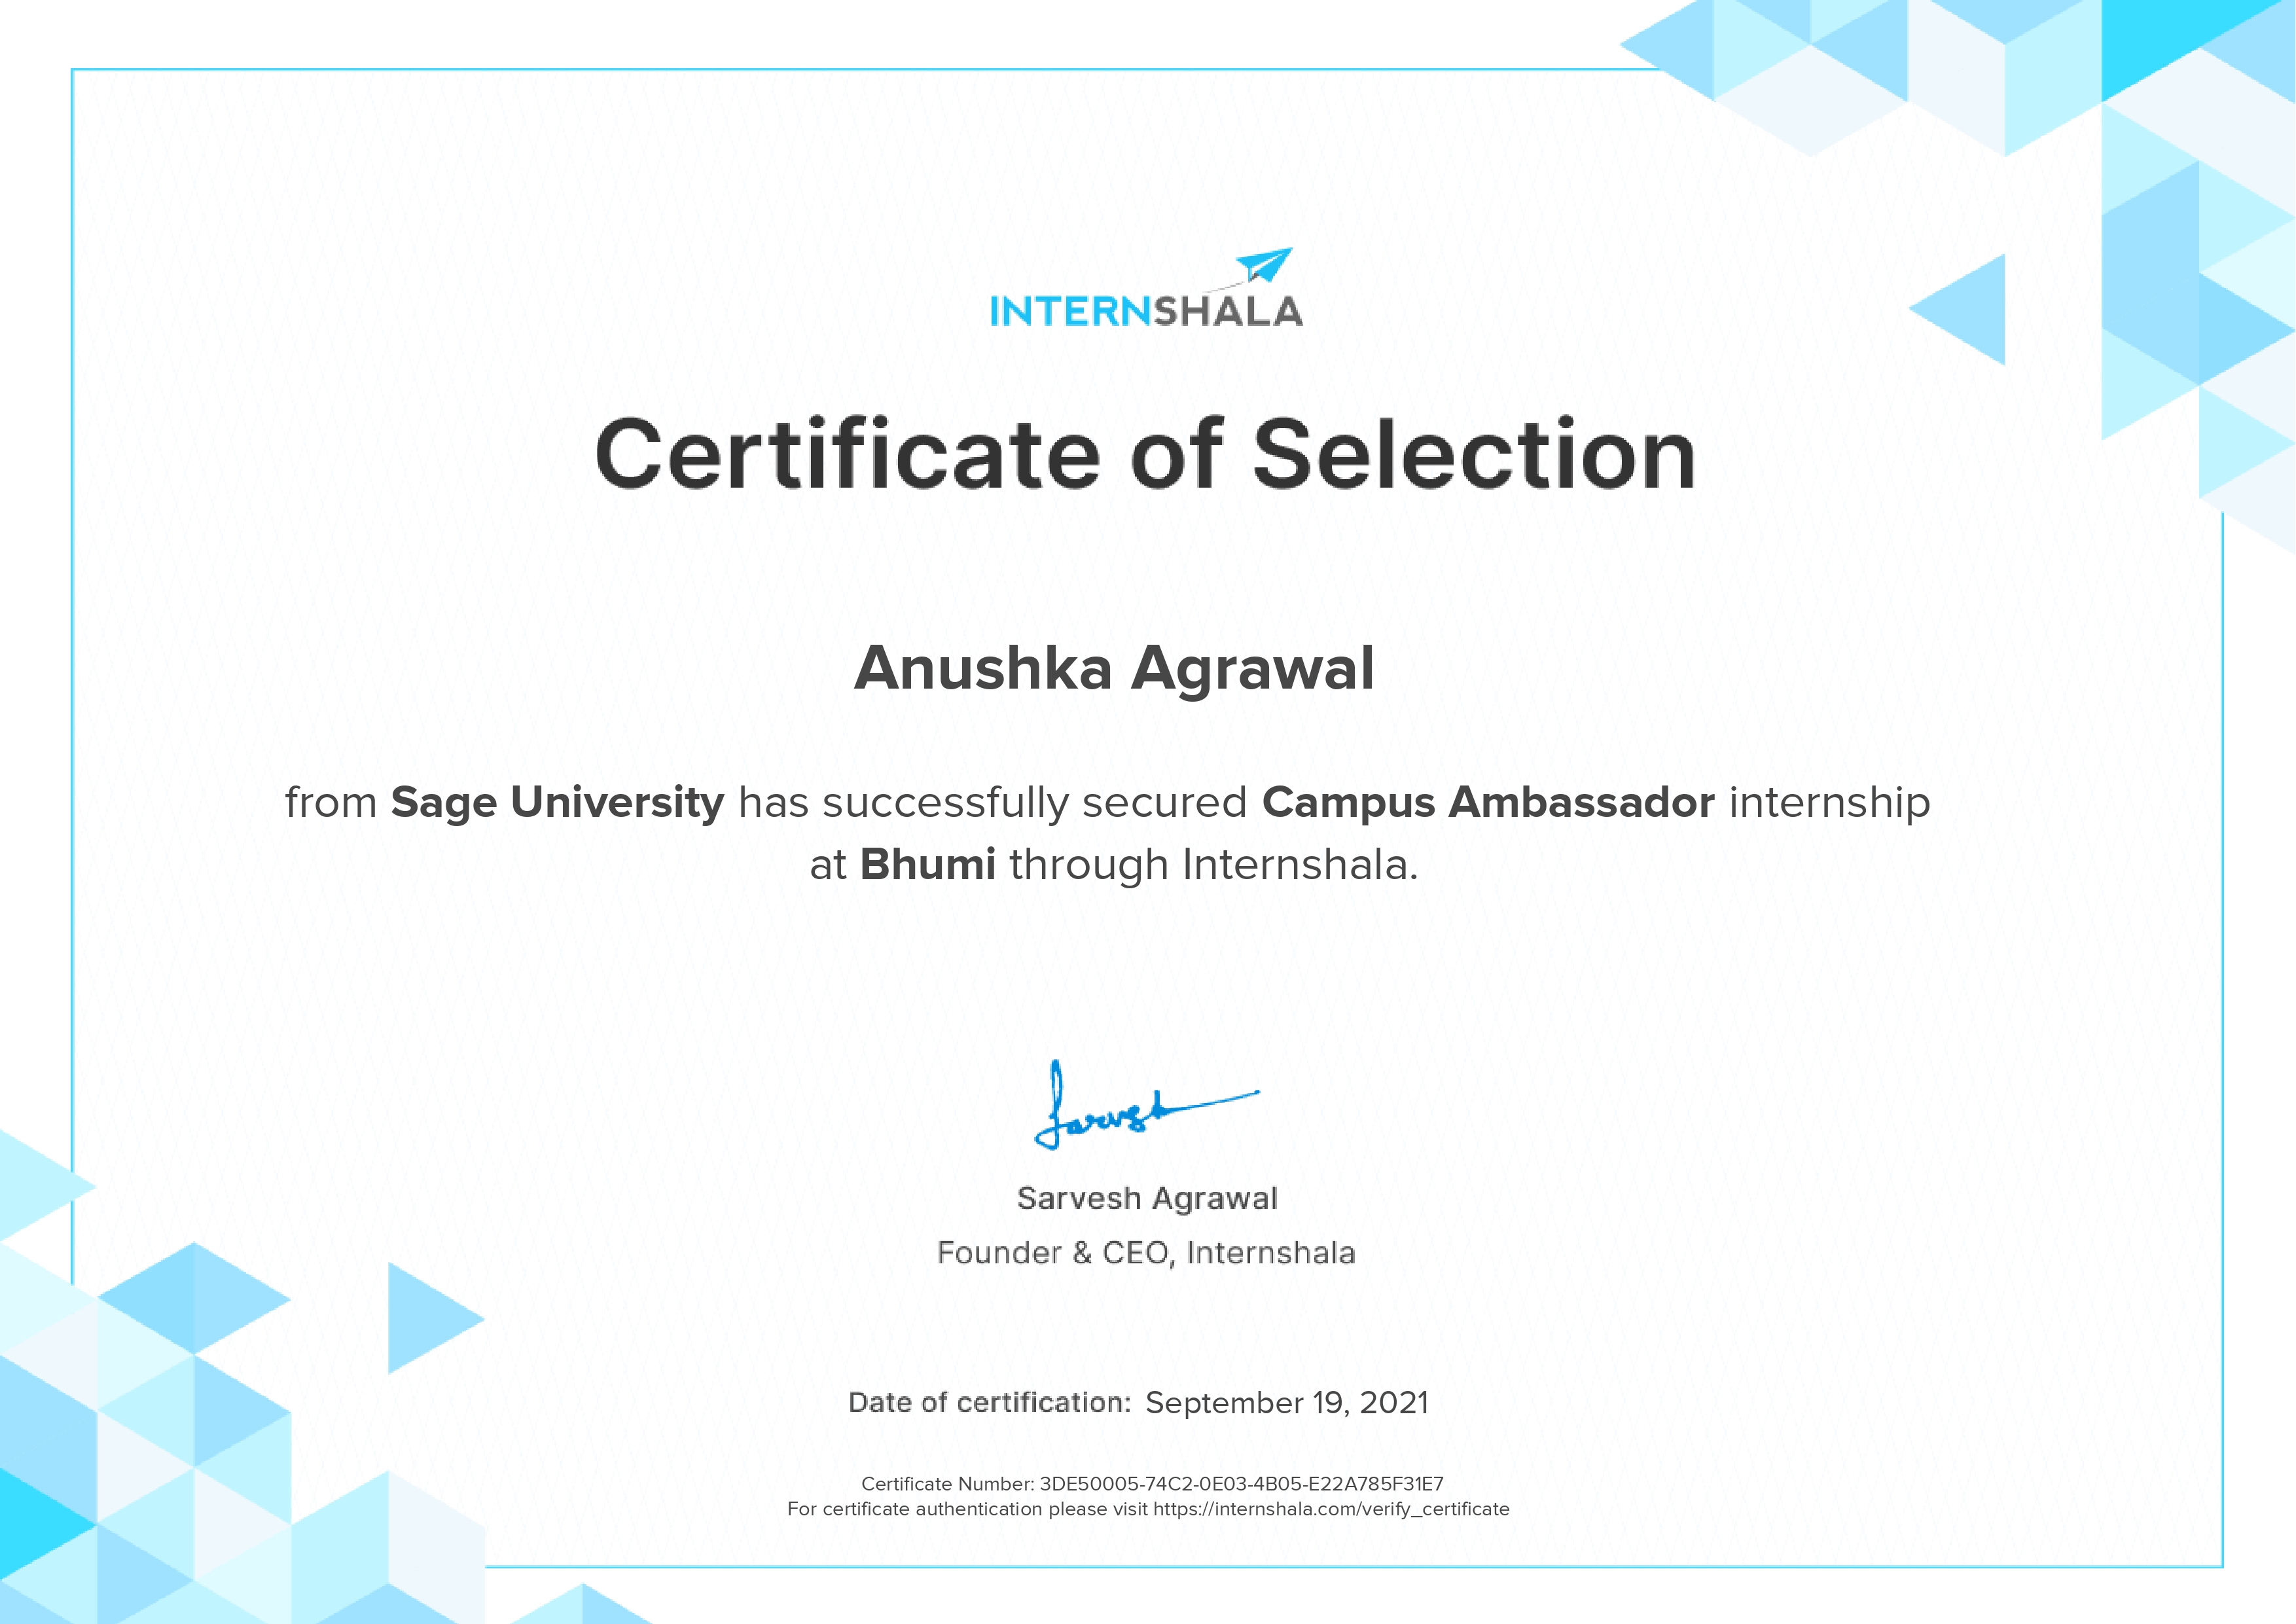 INTERNSHALA
Certificate of Selection
Anushka Agrawal
from Sage University has successfully secured Campus Ambassador internship
at Bhumi through Internshala.
Sarvesh
Sarvesh Agrawal
Founder & CEO, Internshala
Date of certification: September 19, 2021
Certificate Number: 3DE50005-74C2-0E03-4B05-E22A785F31E7
For certificate authentication please visit https://internshala.com/verify_certificate